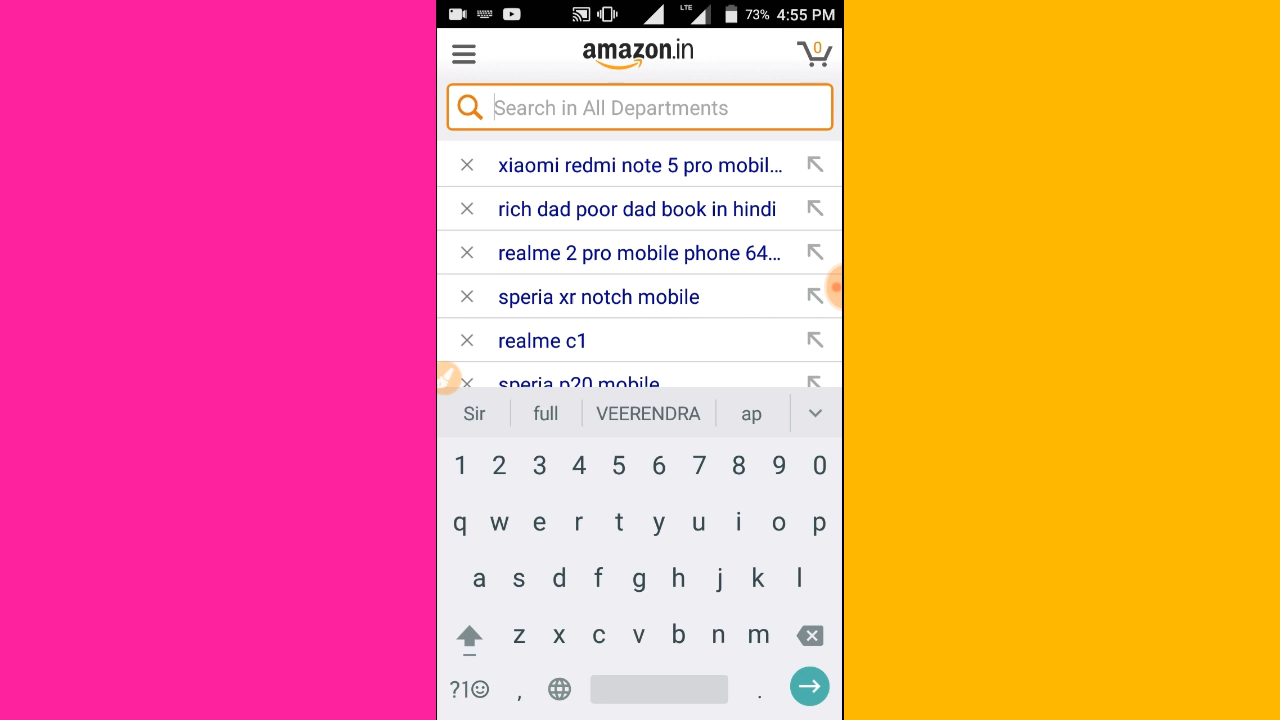 LTE 73% 4:55 PM
amazon.in 0
Search in All Departments
xiaomi redmi note 5 pro mobil...
rich dad poor dad book in hindi
realme 2 pro mobile phone 64...
speria xr notch mobile
realme c1
speria p20 mobile
Sir full VEERENDRA ap
1 2 3 4 5 6 7 8 9 0
q w e r t y u i o p
a s d f g h j k l
z x c v b n m
?1☺ , .